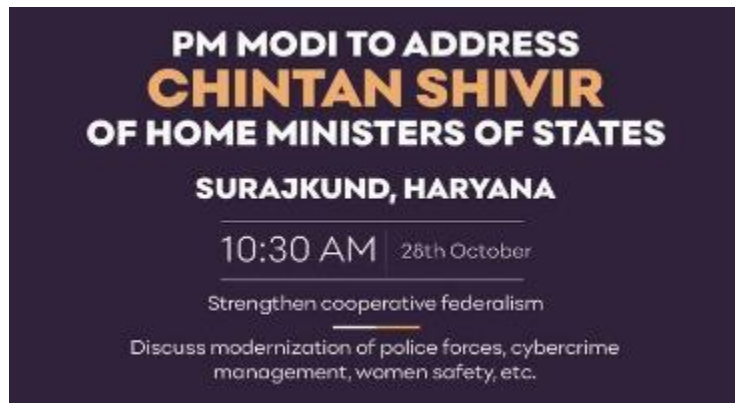 PM MODI TO ADDRESS
CHINTAN SHIVIR
OF HOME MINISTERS OF STATES
SURAJKUND, HARYANA
10:30 AM 28th October
Strengthen cooperative federalism
Discuss modernization of police forces, cybercrime
management, women safety, etc.